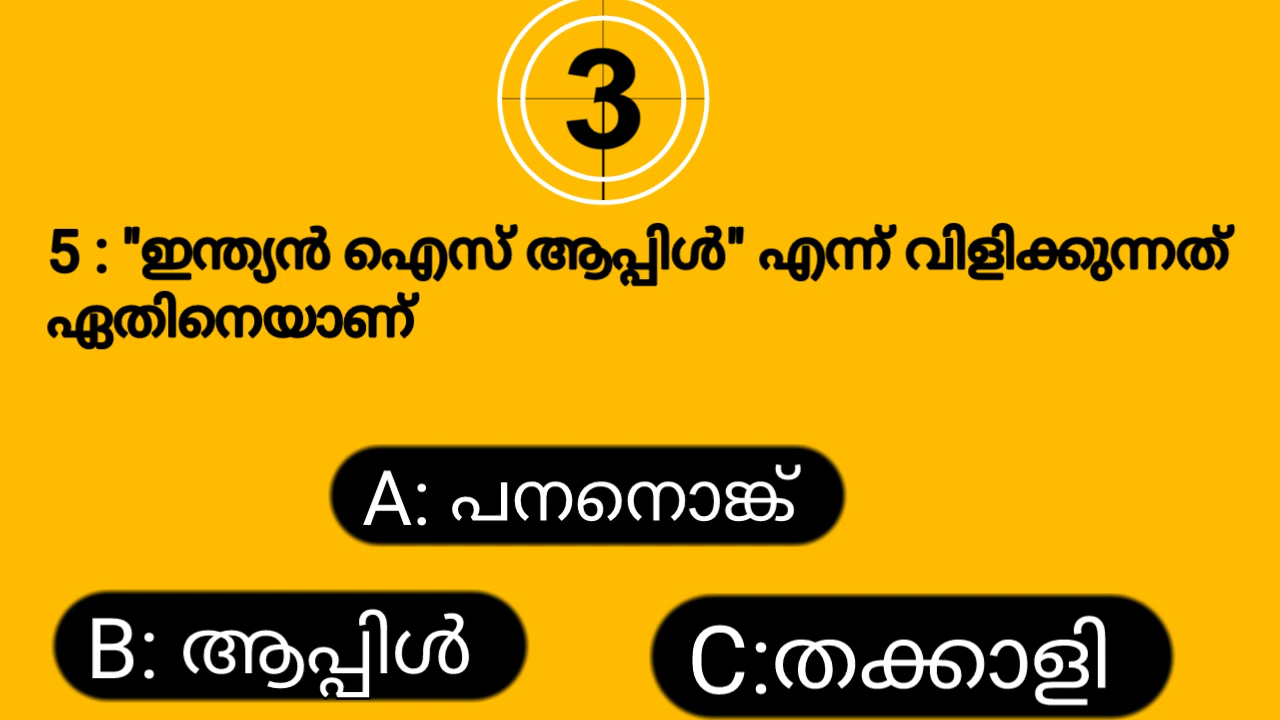 3
5 : "ഇന്ത്യൻ ഐസ് ആപ്പിൾ" എന്ന് വിളിക്കുന്നത്
ഏതിനെയാണ്
A: പനനൊങ്ക്
B: ആപ്പിൾ
C:തക്കാളി